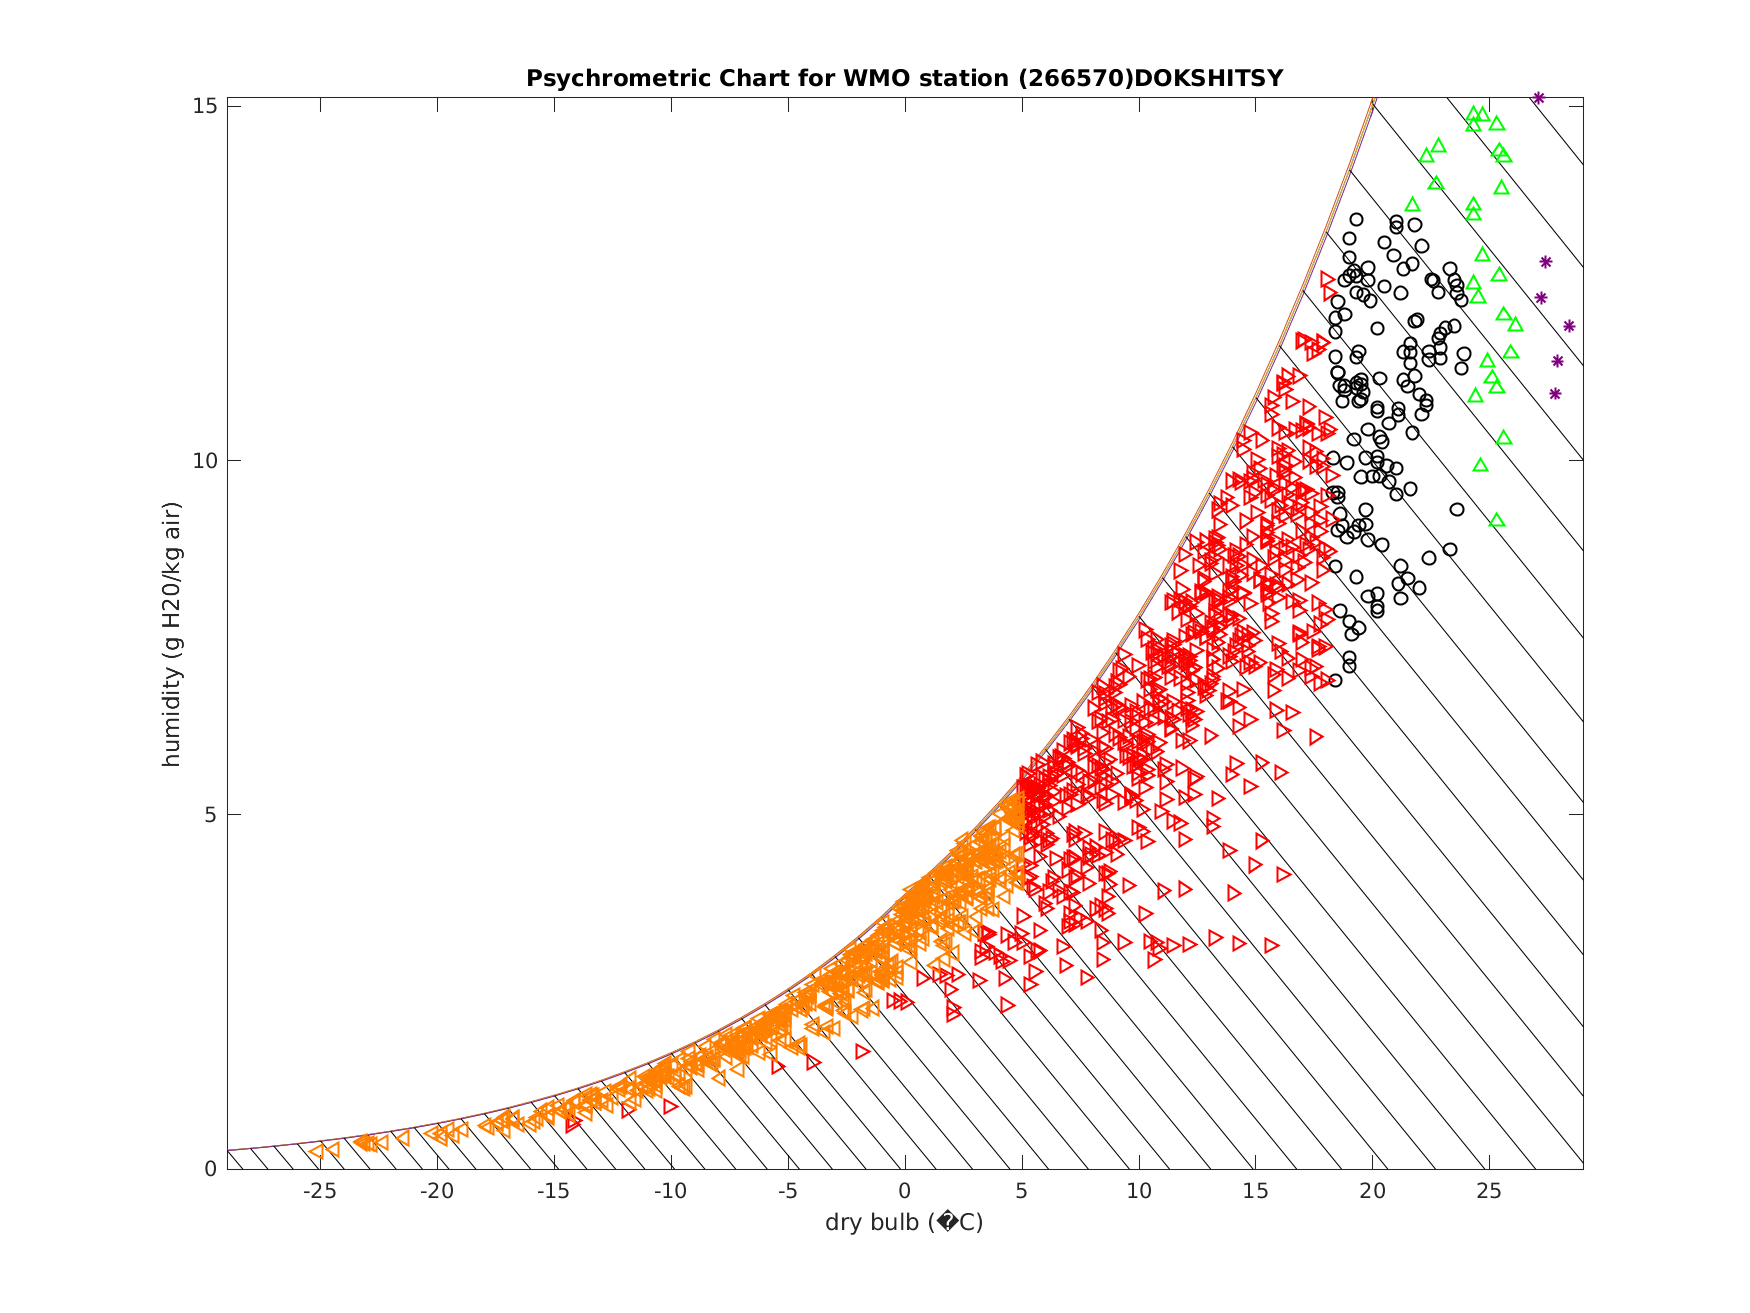 Psychrometric Chart for WMO station (266570)DOKSHITSY
15
10
5
0
humidity (g H20/kg air)
-25 -20 -15 -10 -5 0 5 10 15 20 25
dry bulb (�C)